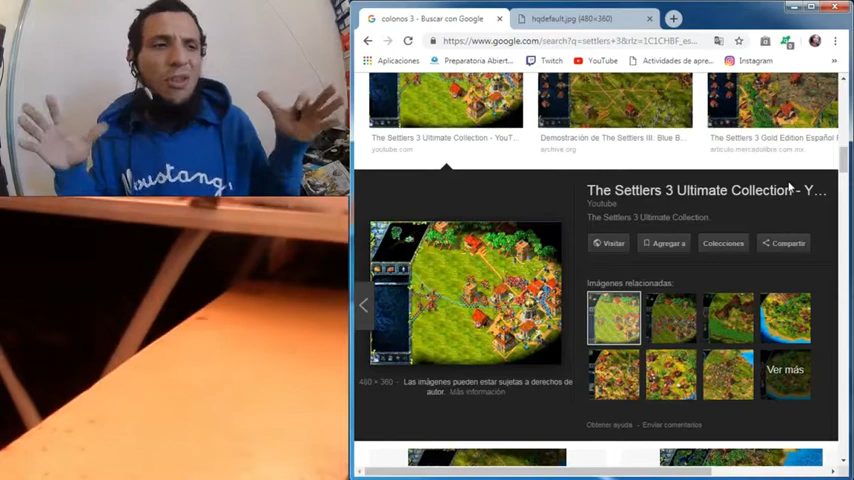 Mustang
colonos 3 - Buscar con Google
hqdefault.jpg (480×360)
https://www.google.com/search?q=settlers+3&rlz=1C1CHBF_es...
Aplicaciones
Preparatoria Abiert...
Twitch
YouTube
Actividades de apre...
Instagram
The Settlers 3 Ultimate Collection - YouT...
Demostración de The Settlers III: Blue B...
The Settlers 3 Gold Edition Español F
youtube.com
archive.org
articulo.mercadolibre.com.mx
The Settlers 3 Ultimate Collection - Y...
Youtube
The Settlers 3 Ultimate Collection.
Visitar
Agregar a
Colecciones
Compartir
Imágenes relacionadas:
Ver más
480 × 360 - Las imágenes pueden estar sujetas a derechos de
autor. Más información
Obtener ayuda - Enviar comentarios